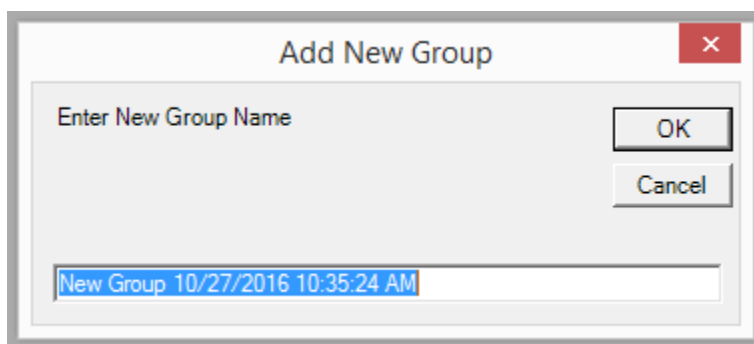 Add New Group
Enter New Group Name
OK
Cancel
New Group 10/27/2016 10:35:24 AM